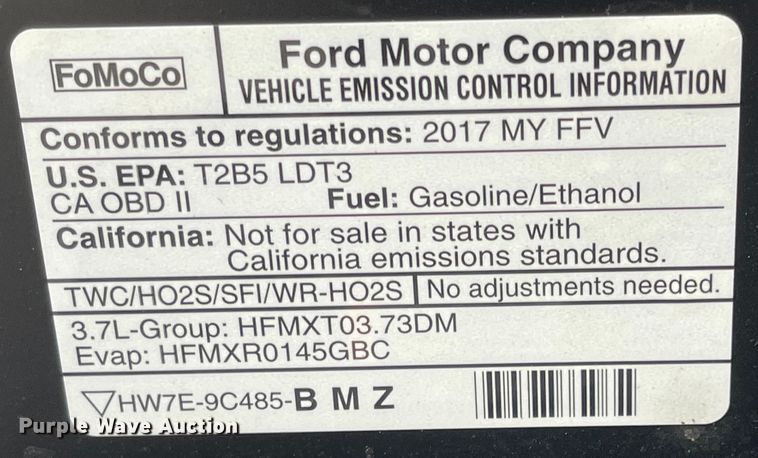 FoMoCo
Ford Motor Company
VEHICLE EMISSION CONTROL INFORMATION
Conforms to regulations: 2017 MY FFV
U.S. EPA: T2B5 LDT3
CA OBD II Fuel: Gasoline/Ethanol
California: Not for sale in states with
California emissions standards.
TWC/HO2S/SFI/WR-HO2S No adjustments needed.
3.7L-Group: HFMXT03.73DM
Evap: HFMXR0145GBC
▽HW7E-9C485-B M Z
Purple Wave Auction